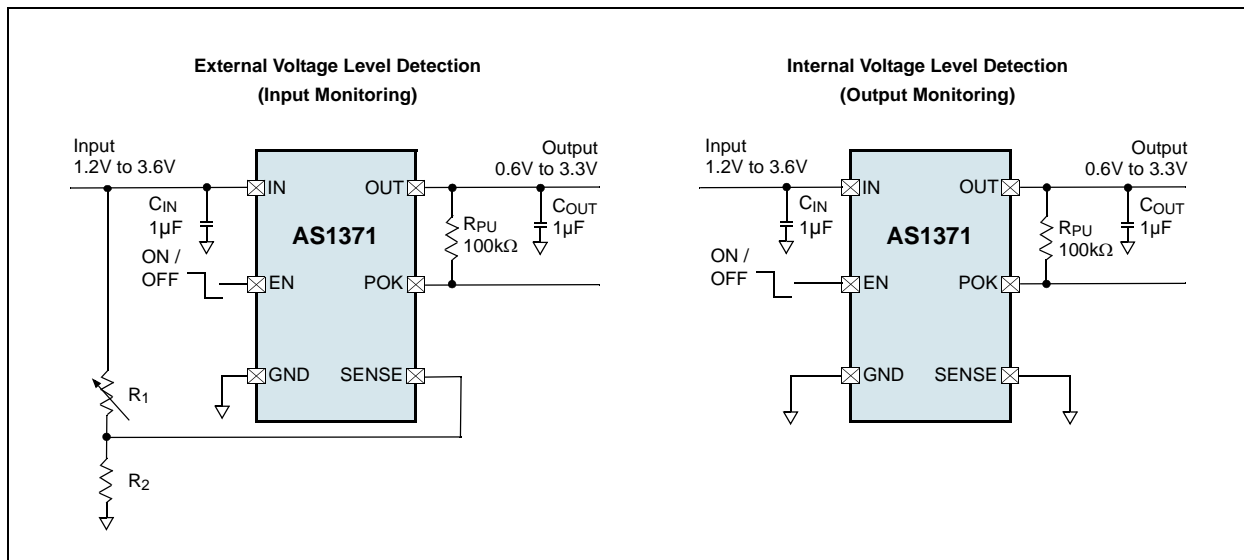 External Voltage Level Detection
(Input Monitoring)
Input
1.2V to 3.6V
Output
0.6V to 3.3V
IN
OUT
CIN
1µF
AS1371
RPU
100kΩ
COUT
1µF
ON /
OFF
EN
POK
GND
SENSE
R1
R2
Internal Voltage Level Detection
(Output Monitoring)
Input
1.2V to 3.6V
Output
0.6V to 3.3V
IN
OUT
CIN
1µF
AS1371
RPU
100kΩ
COUT
1µF
ON /
OFF
EN
POK
GND
SENSE